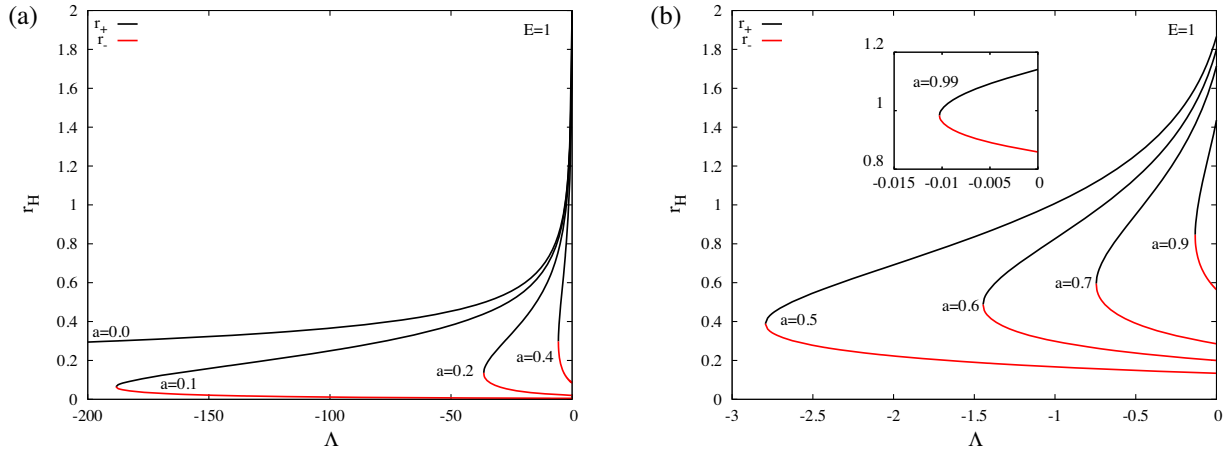 (a)
r+
r-
E=1
2
1.8
1.6
1.4
1.2
1
0.8
0.6
0.4
0.2
0
rH
a=0.0
a=0.1
a=0.2
a=0.4
-200
-150
-100
-50
0
Λ
(b)
r+
r-
E=1
2
1.8
1.6
1.4
1.2
1
0.8
0.6
0.4
0.2
0
rH
1.2
1
0.8
a=0.99
-0.015
-0.01
-0.005
0
a=0.5
a=0.6
a=0.7
a=0.9
-3
-2.5
-2
-1.5
-1
-0.5
0
Λ